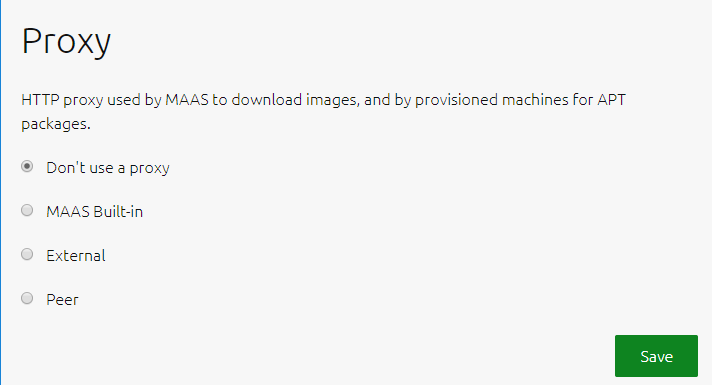 Proxy
HTTP proxy used by MAAS to download images, and by provisioned machines for APT
packages.
Don't use a proxy
MAAS Built-in
External
Peer
Save